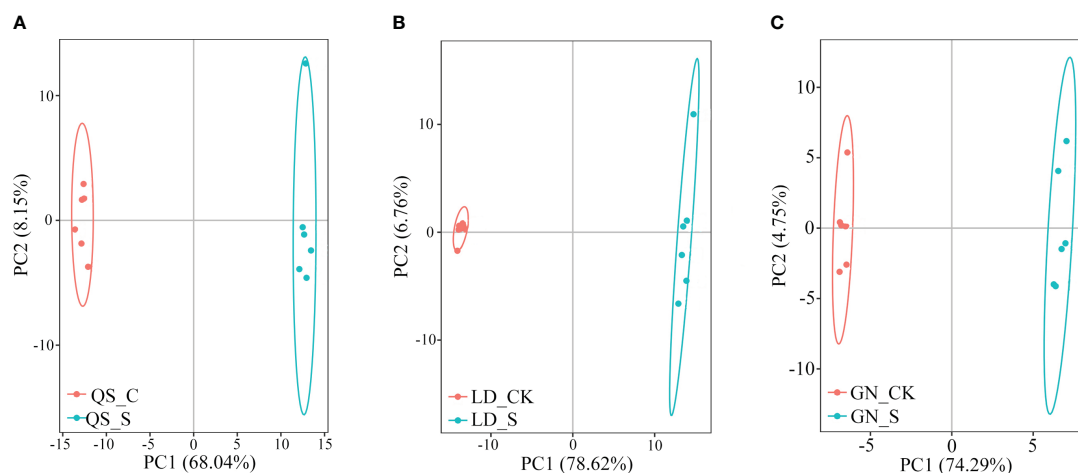 A
PC2 (8.15%)
10
0
-10
QS_C
QS_S
-15 -10 -5 0 5 10 15
PC1 (68.04%)
B
PC2 (6.76%)
10
0
-10
LD_CK
LD_S
-10 0 10
PC1 (78.62%)
C
PC2 (4.75%)
10
5
0
-5
-10
GN_CK
GN_S
-5 0 5
PC1 (74.29%)